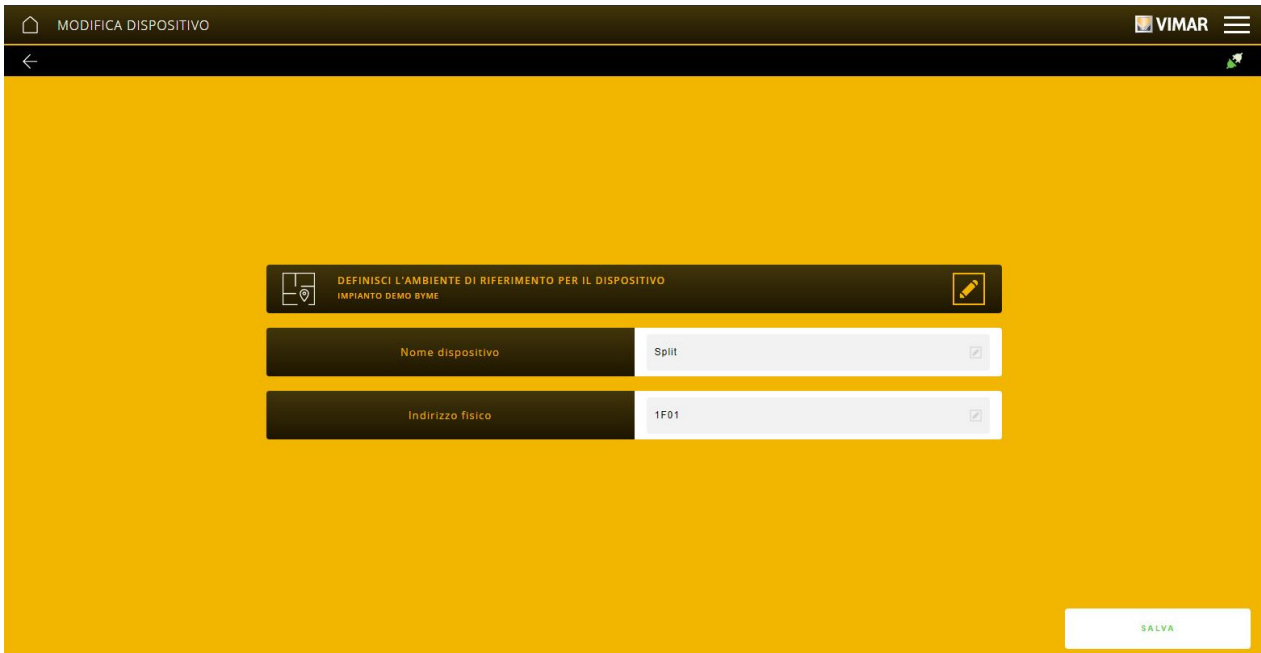 MODIFICA DISPOSITIVO
VIMAR
DEFINISCI L'AMBIENTE DI RIFERIMENTO PER IL DISPOSITIVO
IMPIANTO DEMO BYME
Nome dispositivo
Split
Indirizzo fisico
1F01
SALVA